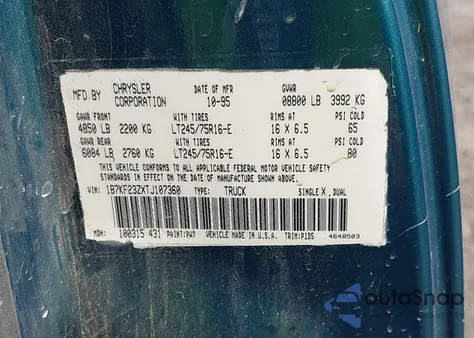 MFD.BY CHRYSLER CORPORATION DATE OF MFR 10-95 GVWR 08800 LB 3992 KG
GAWR FRONT WITH TIRES RIMS AT PSI COLD
4850 LB 2200 KG LT245/75R16-E 16 X 6.5 65
GAWR REAR WITH TIRES RIMS AT PSI COLD
6084 LB 2760 KG LT245/75R16-E 16 X 6.5 80
THIS VEHICLE CONFORMS TO ALL APPLICABLE FEDERAL MOTOR VEHICLE SAFETY
STANDARDS IN EFFECT ON THE DATE OF MANUFACTURE SHOWN ABOVE.
VIN: 1B7KF23ZXTJ107360 TYPE: TRUCK SINGLE X DUAL
MDH: 100315 431 PAINT:PW7 VEHICLE MADE IN U.S.A. TRIM:P1D5 4648503
autoSnap